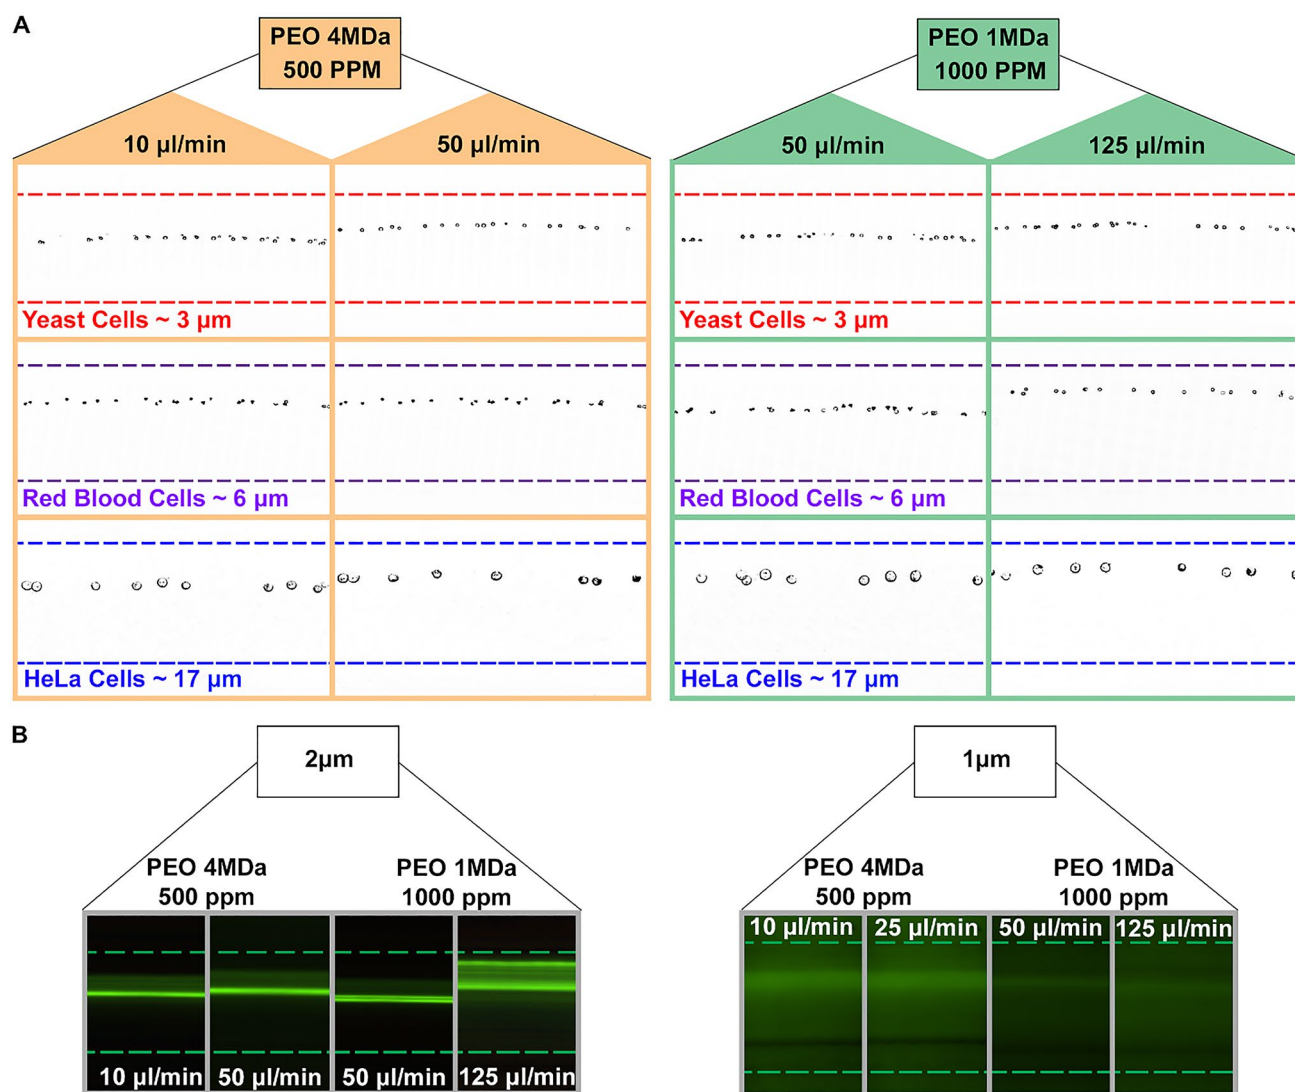 A
PEO 4MDa
500 PPM
PEO 1MDa
1000 PPM
10 µl/min
50 µl/min
50 µl/min
125 µl/min
Yeast Cells ~ 3 µm
Yeast Cells ~ 3 µm
Red Blood Cells ~ 6 µm
Red Blood Cells ~ 6 µm
HeLa Cells ~ 17 µm
HeLa Cells ~ 17 µm
B
2µm
1µm
PEO 4MDa
500 ppm
PEO 1MDa
1000 ppm
PEO 4MDa
500 ppm
PEO 1MDa
1000 ppm
10 µl/min
50 µl/min
50 µl/min
125 µl/min
10 µl/min
25 µl/min
50 µl/min
125 µl/min